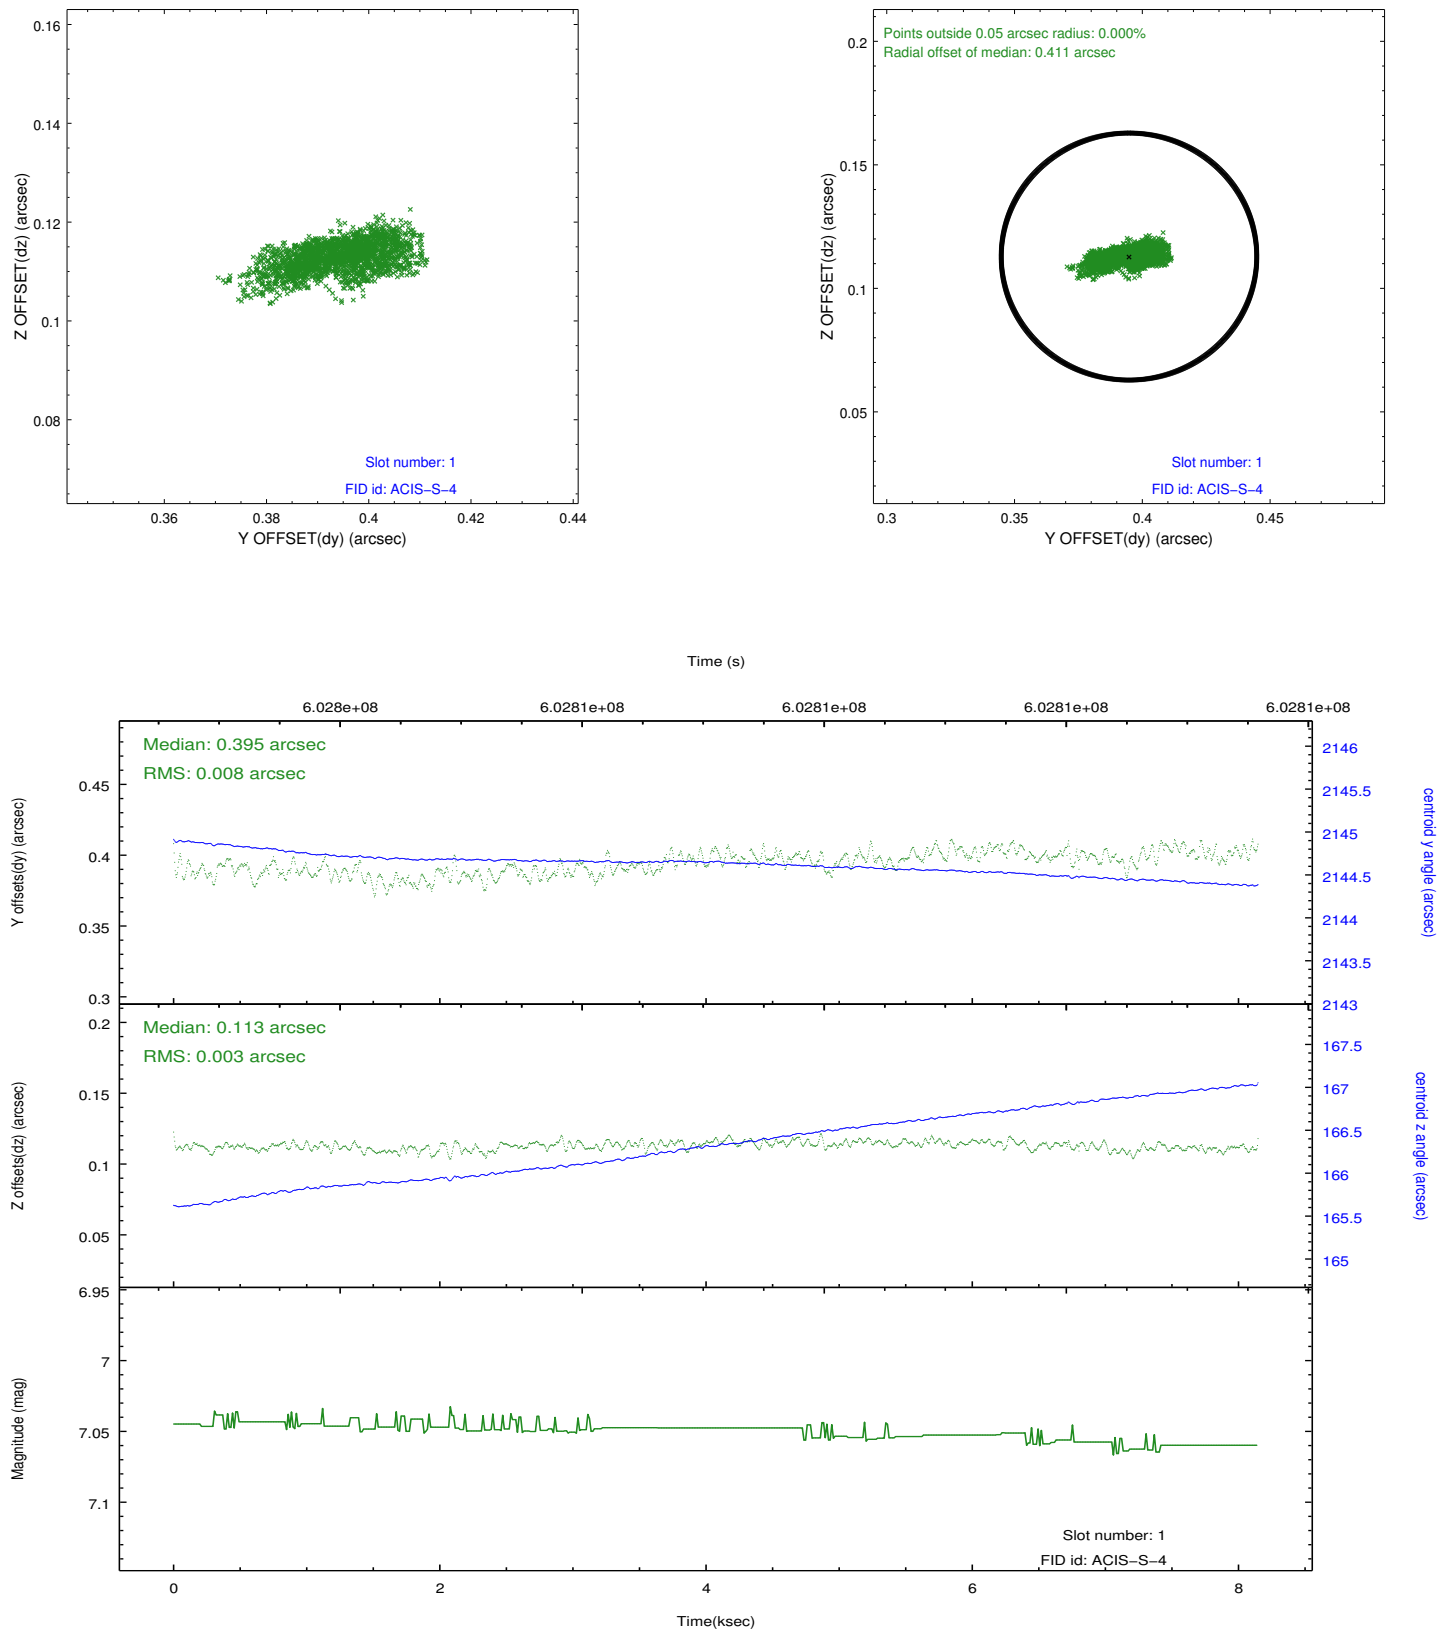 0.16
0.14
0.12
0.1
0.08
Z OFFSET(dz) (arcsec)
Slot number: 1
FID id: ACIS−S−4
0.36 0.38 0.4 0.42 0.44
Y OFFSET(dy) (arcsec)
Points outside 0.05 arcsec radius: 0.000%
Radial offset of median: 0.411 arcsec
0.2
0.15
0.1
0.05
Z OFFSET(dz) (arcsec)
Slot number: 1
FID id: ACIS−S−4
0.3 0.35 0.4 0.45
Y OFFSET(dy) (arcsec)
Time (s)
6.028e+08 6.0281e+08 6.0281e+08 6.0281e+08 6.0281e+08
Median: 0.395 arcsec
RMS: 0.008 arcsec
0.45
0.4
0.35
0.3
Y offsets(dy) (arcsec)
2146
2145.5
2145
2144.5
2144
2143.5
2143
centroid y angle (arcsec)
Median: 0.113 arcsec
RMS: 0.003 arcsec
0.2
0.15
0.1
0.05
Z offsets(dz) (arcsec)
167.5
167
166.5
166
165.5
165
centroid z angle (arcsec)
6.95
7
7.05
7.1
Magnitude (mag)
Slot number: 1
FID id: ACIS−S−4
0 2 4 6 8
Time(ksec)